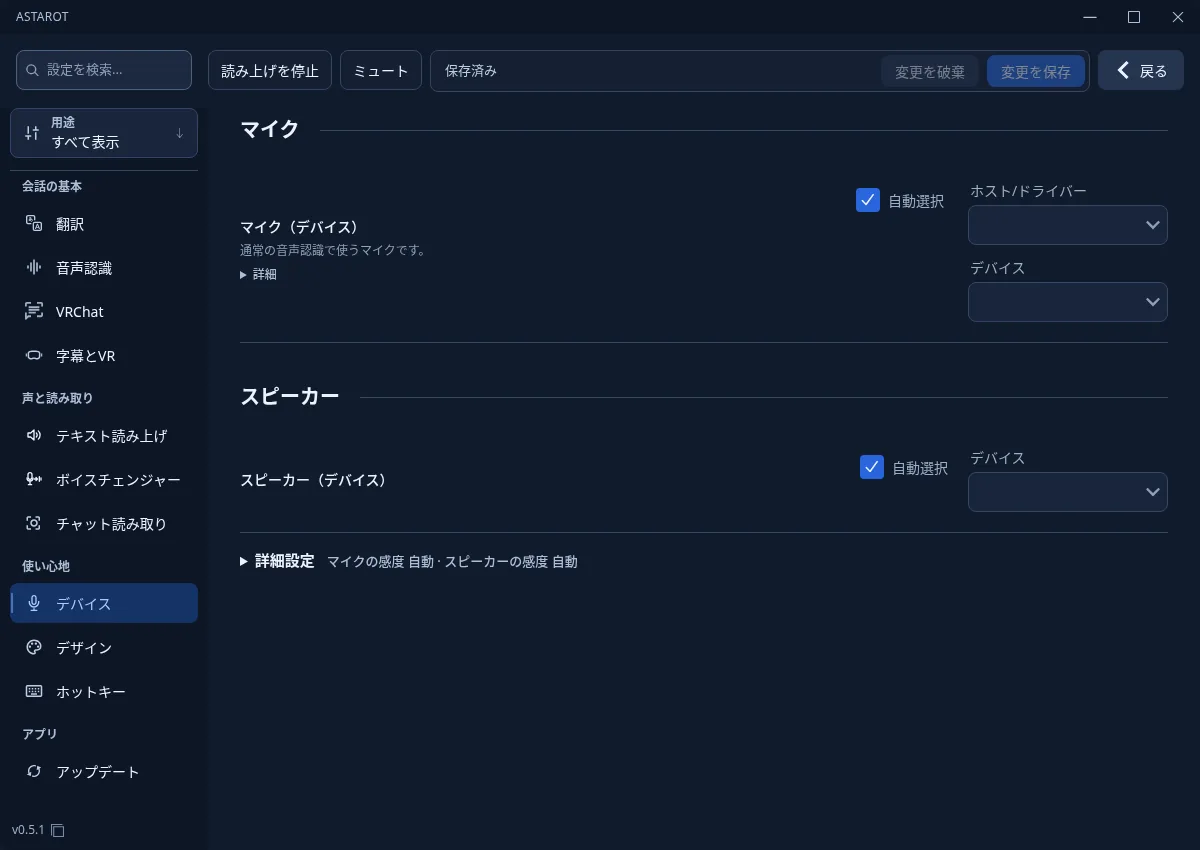 ASTAROT
設定を検索...
読み上げを停止
ミュート
保存済み
変更を破棄
変更を保存
戻る
用途
すべて表示
会話の基本
翻訳
音声認識
VRChat
字幕とVR
声と読み取り
テキスト読み上げ
ボイスチェンジャー
チャット読み取り
使い心地
デバイス
デザイン
ホットキー
アプリ
アップデート
v0.5.1
マイク
マイク（デバイス）
通常の音声認識で使うマイクです。
詳細
自動選択
ホスト/ドライバー
デバイス
スピーカー
スピーカー（デバイス）
自動選択
デバイス
詳細設定 マイクの感度 自動 · スピーカーの感度 自動